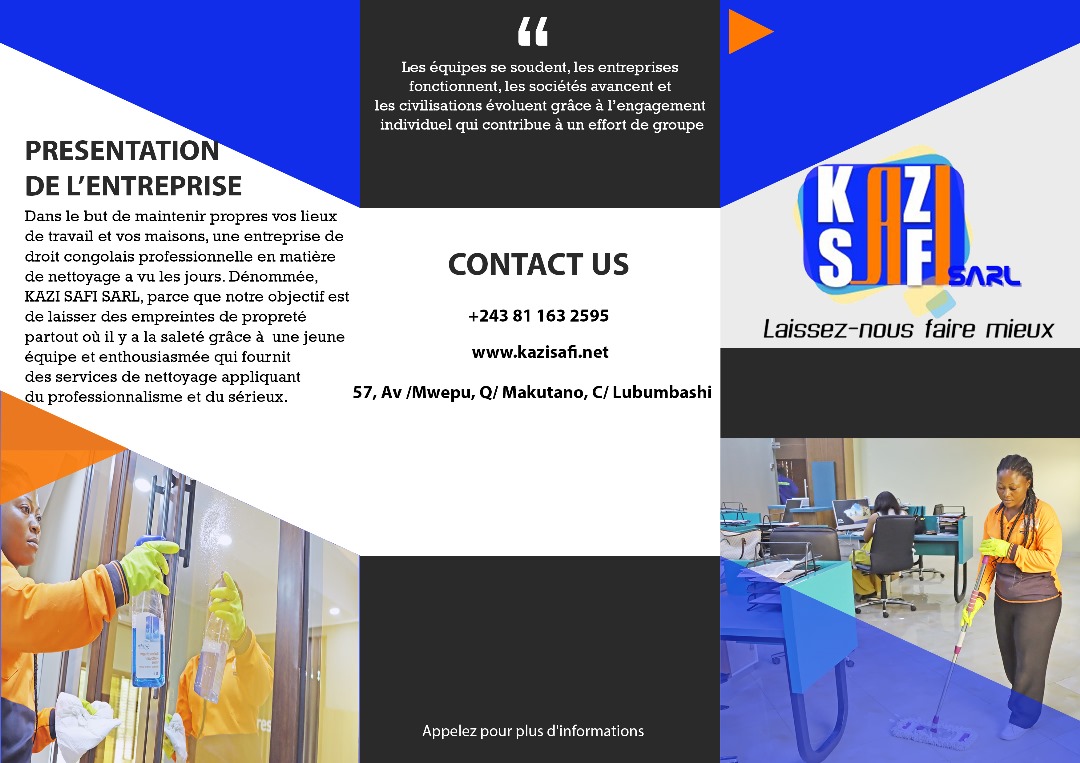 PRESENTATION
DE L’ENTREPRISE
Dans le but de maintenir propres vos lieux
de travail et vos maisons, une entreprise de
droit congolais professionnelle en matière
de nettoyage a vu les jours. Dénommée,
KAZI SAFI SARL, parce que notre objectif est
de laisser des empreintes de propreté
partout où il y a la saleté grâce à une jeune
équipe et enthousiasmée qui fournit
des services de nettoyage appliquant
du professionnalisme et du sérieux.
“
Les équipes se soudent, les entreprises
fonctionnent, les sociétés avancent et
les civilisations évoluent grâce à l’engagement
individuel qui contribue à un effort de groupe
CONTACT US
+243 81 163 2595
www.kazisafi.net
57, Av /Mwepu, Q/ Makutano, C/ Lubumbashi
Appelez pour plus d'informations
KAZI
SAFI
SARL
Laissez-nous faire mieux